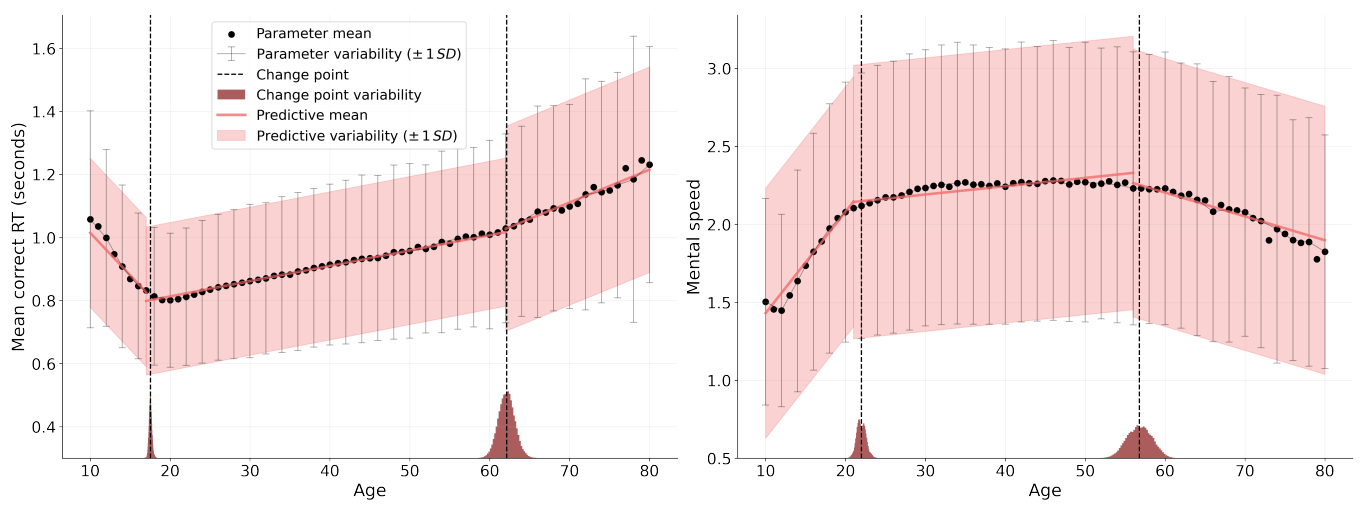 Parameter mean
Parameter variability (± 1 SD)
Change point
Change point variability
Predictive mean
Predictive variability (± 1 SD)
Mean correct RT (seconds)
1.6
1.4
1.2
1.0
0.8
0.6
0.4
10 20 30 40 50 60 70 80
Age
Mental speed
3.0
2.5
2.0
1.5
1.0
0.5
10 20 30 40 50 60 70 80
Age